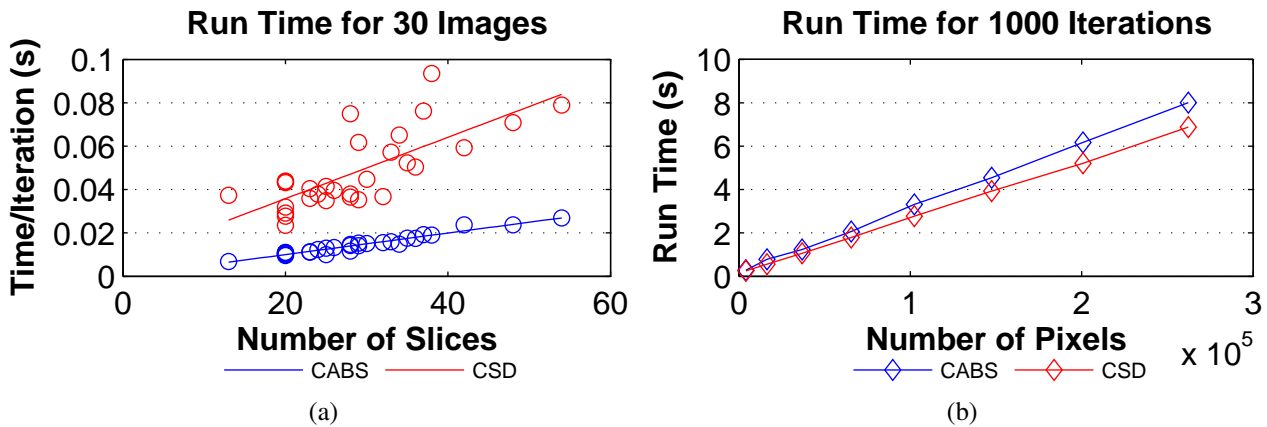 Run Time for 30 Images
Time/Iteration (s)
0.1
0.08
0.06
0.04
0.02
0
0 20 40 60
Number of Slices
CABS CSD
(a)
Run Time for 1000 Iterations
Run Time (s)
10
8
6
4
2
0
0 1 2 3
Number of Pixels
x 10^5
CABS CSD
(b)